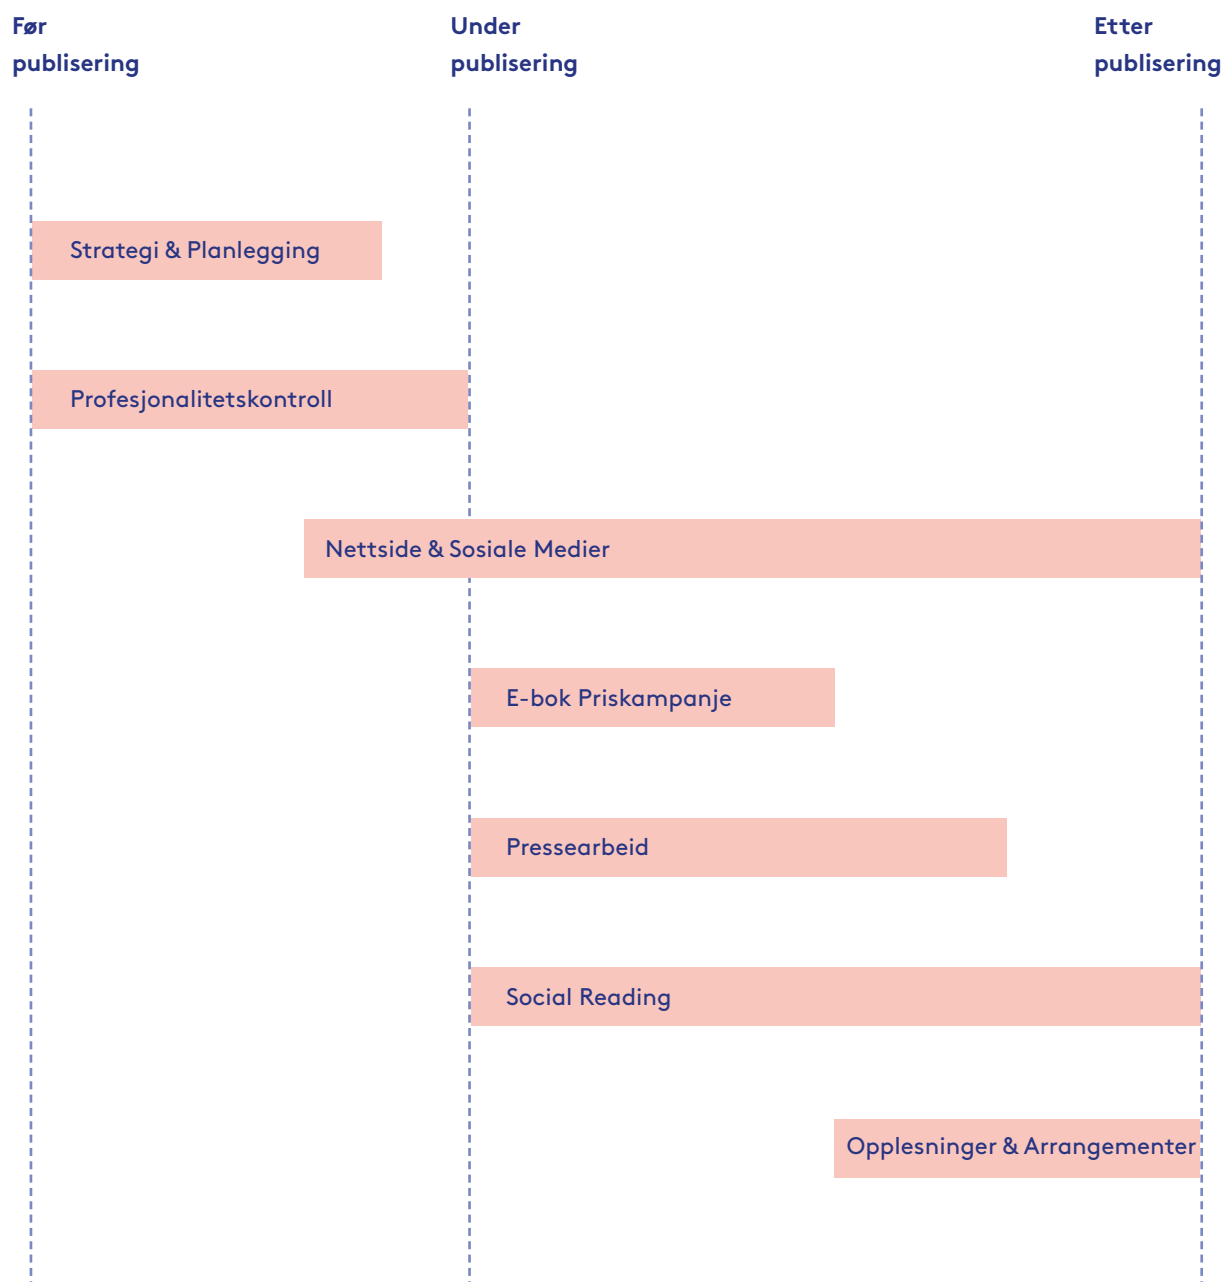 Før
publisering
Under
publisering
Etter
publisering
Strategi & Planlegging
Profesjonalitetskontroll
Nettside & Sosiale Medier
E-bok Priskampanje
Pressearbeid
Social Reading
Opplesninger & Arrangementer